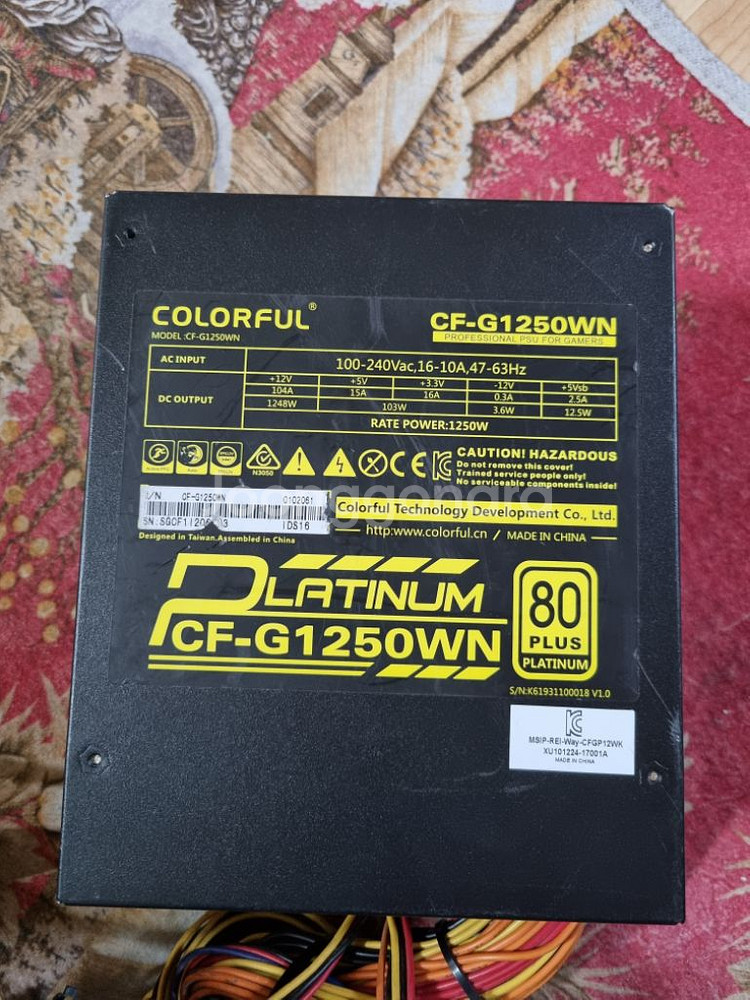 COLORFUL®
MODEL :CF-G1250WN
CF-G1250WN
PROFESSIONAL PSU FOR GAMERS
AC INPUT 100-240Vac,16-10A,47-63Hz
DC OUTPUT +12V +5V +3.3V -12V +5Vsb
104A 15A 16A 0.3A 2.5A
1248W 103W 3.6W 12.5W
RATE POWER:1250W
N3050
CAUTION! HAZARDOUS
Do not remove this cover!
Trained service people only!
No serviceable components inside!
joonggonara
/N CF-G1250WN 0102061
IDS16
Colorful Technology Development Co., Ltd.
http:www.colorful.cn / MADE IN CHINA
Designed in Taiwan.Assembled in China
PLATINUM
CF-G1250WN
80
PLUS
PLATINUM
S/N:K61931100018 V1.0
MSIP-REI-Way-CFGP12WK
XU101224-17001A
MADE IN CHINA